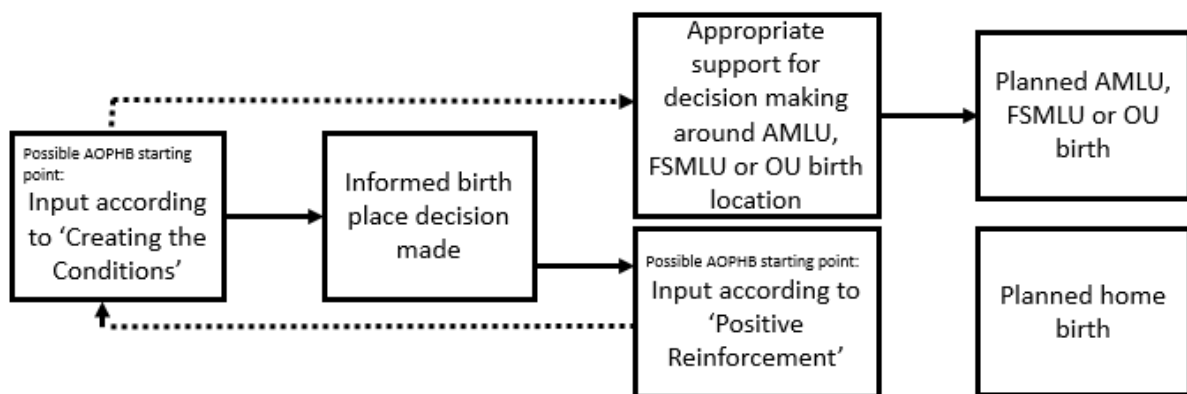 Possible AOPHB starting
point:
Input according
to ‘Creating the
Conditions’
Informed birth
place decision
made
Appropriate
support for
decision making
around AMLU,
FSMLU or OU birth
location
Planned AMLU,
FSMLU or OU
birth
Possible AOPHB starting point:
Input according to
‘Positive
Reinforcement’
Planned home
birth